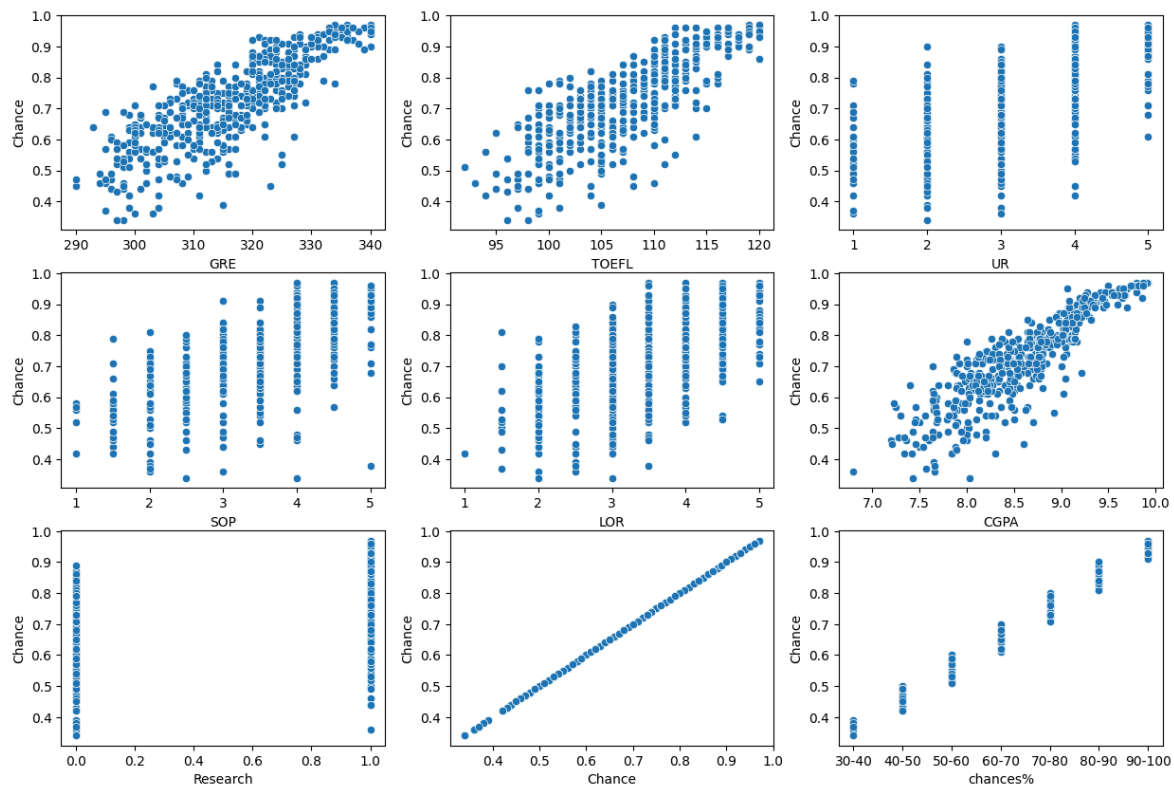 1.0
0.9
0.8
0.7
0.6
0.5
0.4
Chance
290 300 310 320 330 340
GRE
1.0
0.9
0.8
0.7
0.6
0.5
0.4
Chance
95 100 105 110 115 120
TOEFL
1.0
0.9
0.8
0.7
0.6
0.5
0.4
Chance
1 2 3 4 5
UR
1.0
0.9
0.8
0.7
0.6
0.5
0.4
Chance
1 2 3 4 5
SOP
1.0
0.9
0.8
0.7
0.6
0.5
0.4
Chance
1 2 3 4 5
LOR
1.0
0.9
0.8
0.7
0.6
0.5
0.4
Chance
7.0 7.5 8.0 8.5 9.0 9.5 10.0
CGPA
1.0
0.9
0.8
0.7
0.6
0.5
0.4
Chance
0.0 0.2 0.4 0.6 0.8 1.0
Research
1.0
0.9
0.8
0.7
0.6
0.5
0.4
Chance
0.4 0.5 0.6 0.7 0.8 0.9 1.0
Chance
1.0
0.9
0.8
0.7
0.6
0.5
0.4
Chance
30-40 40-50 50-60 60-70 70-80 80-90 90-100
chances%